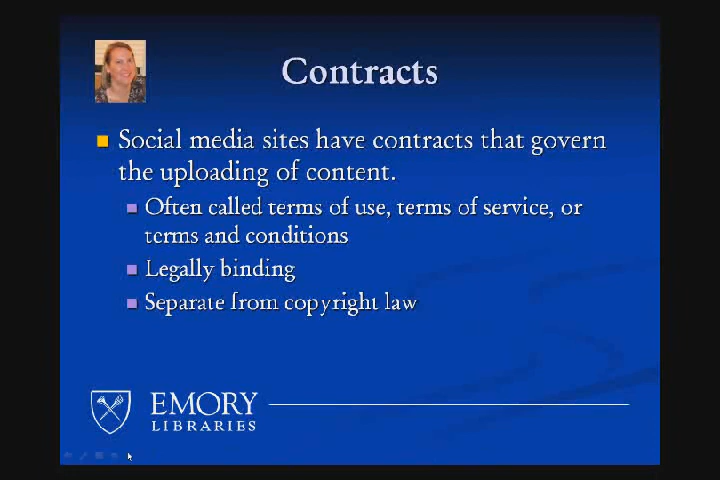 Contracts
Social media sites have contracts that govern
the uploading of content.
Often called terms of use, terms of service, or
terms and conditions
Legally binding
Separate from copyright law
EMORY
LIBRARIES